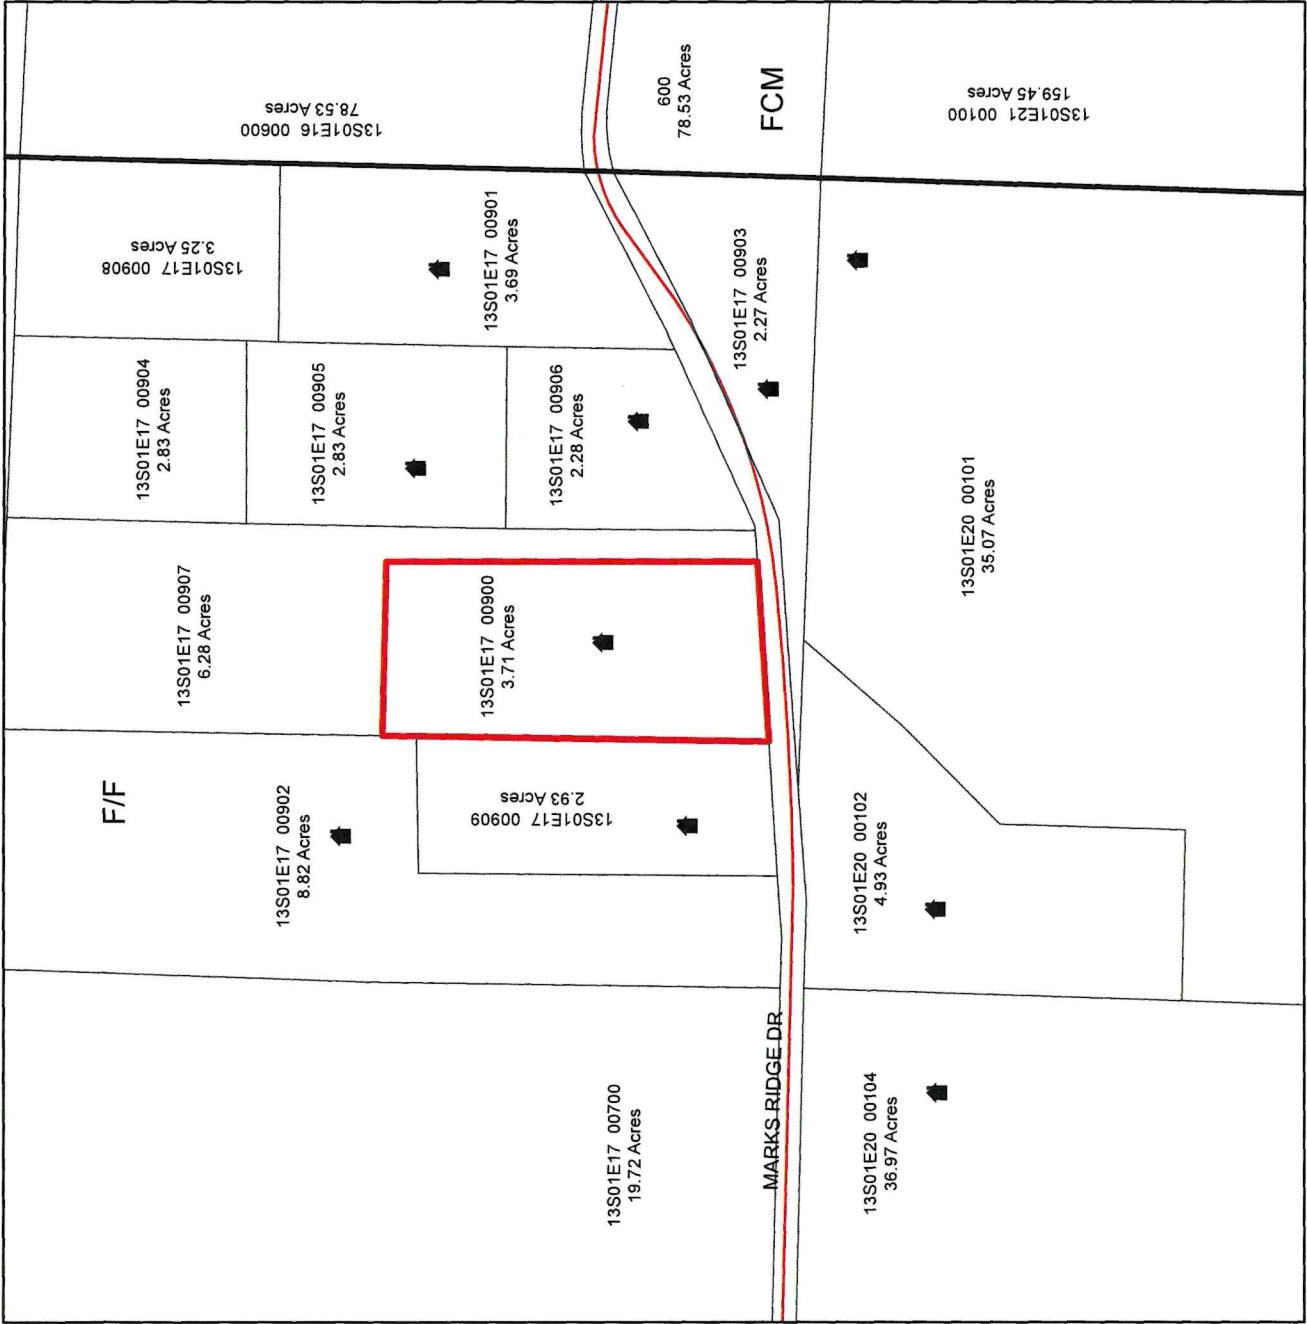 13S01E16 00600
78.53 Acres
600
78.53 Acres
FCM
13S01E21 00100
159.45 Acres
13S01E17 00908
3.25 Acres
13S01E17 00901
3.69 Acres
13S01E17 00903
2.27 Acres
13S01E17 00904
2.83 Acres
13S01E17 00905
2.83 Acres
13S01E17 00906
2.28 Acres
13S01E20 00101
35.07 Acres
13S01E17 00907
6.28 Acres
13S01E17 00900
3.71 Acres
F/F
13S01E17 00902
8.82 Acres
13S01E17 00909
2.93 Acres
13S01E20 00102
4.93 Acres
13S01E17 00700
19.72 Acres
MARKS RIDGE DR
13S01E20 00104
36.97 Acres